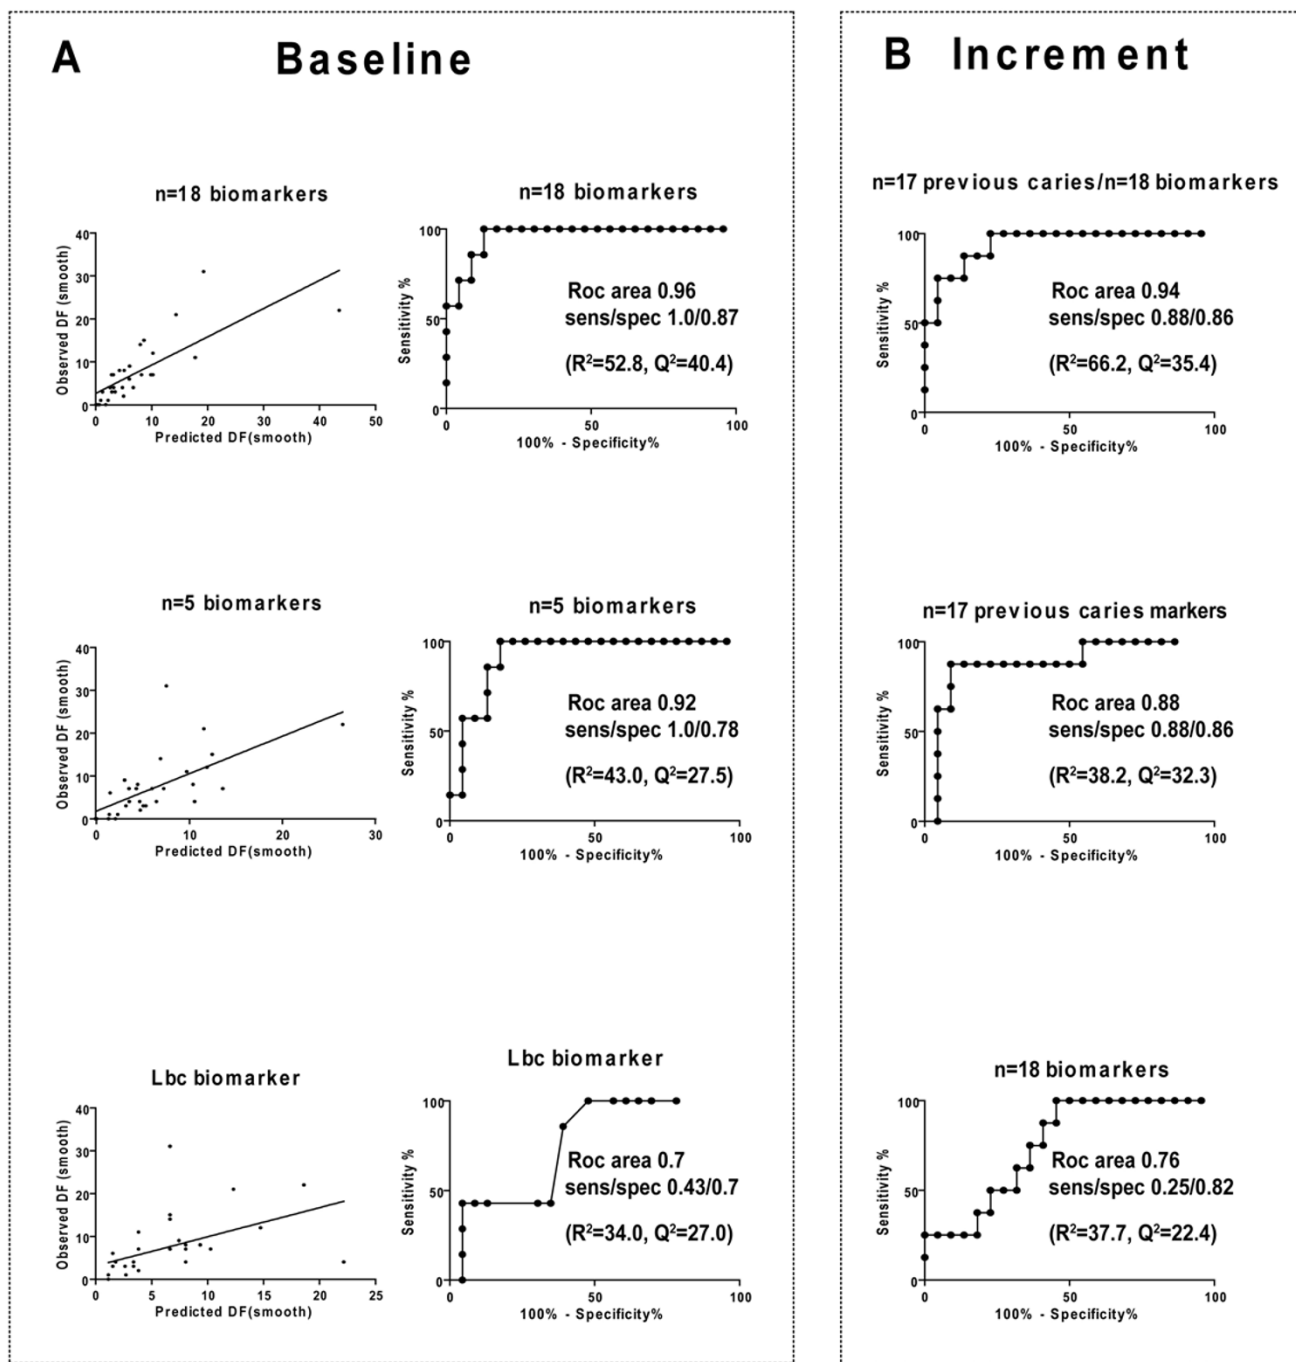 A Baseline
n=18 biomarkers
40
30
20
10
0
Observed DF (smooth)
0 10 20 30 40 50
Predicted DF(smooth)
n=18 biomarkers
100
50
0
Sensitivity %
Roc area 0.96
sens/spec 1.0/0.87
(R²=52.8, Q²=40.4)
0 50 100
100% - Specificity%
n=5 biomarkers
40
30
20
10
0
Observed DF (smooth)
0 10 20 30
Predicted DF(smooth)
n=5 biomarkers
100
50
0
Sensitivity %
Roc area 0.92
sens/spec 1.0/0.78
(R²=43.0, Q²=27.5)
0 50 100
100% - Specificity%
Lbc biomarker
40
30
20
10
0
Observed DF (smooth)
0 5 10 15 20 25
Predicted DF(smooth)
Lbc biomarker
100
50
0
Sensitivity %
Roc area 0.7
sens/spec 0.43/0.7
(R²=34.0, Q²=27.0)
0 50 100
100% - Specificity%
B Increment
n=17 previous caries/n=18 biomarkers
100
50
0
Sensitivity %
Roc area 0.94
sens/spec 0.88/0.86
(R²=66.2, Q²=35.4)
0 50 100
100% - Specificity%
n=17 previous caries markers
100
50
0
Sensitivity %
Roc area 0.88
sens/spec 0.88/0.86
(R²=38.2, Q²=32.3)
0 50 100
100% - Specificity%
n=18 biomarkers
100
50
0
Sensitivity %
Roc area 0.76
sens/spec 0.25/0.82
(R²=37.7, Q²=22.4)
0 50 100
100% - Specificity%